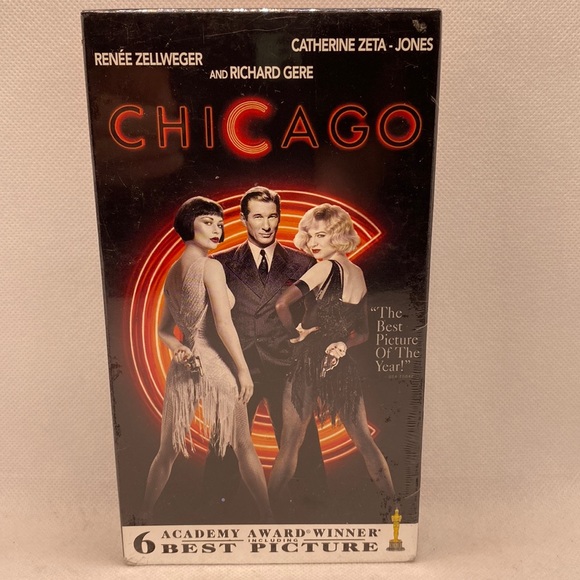 RENÉE ZELLWEGER
CATHERINE ZETA - JONES
AND RICHARD GERE
CHICAGO
"The
Best
Picture
Of The
Year!"
6 ACADEMY AWARD® WINNER
INCLUDING
BEST PICTURE